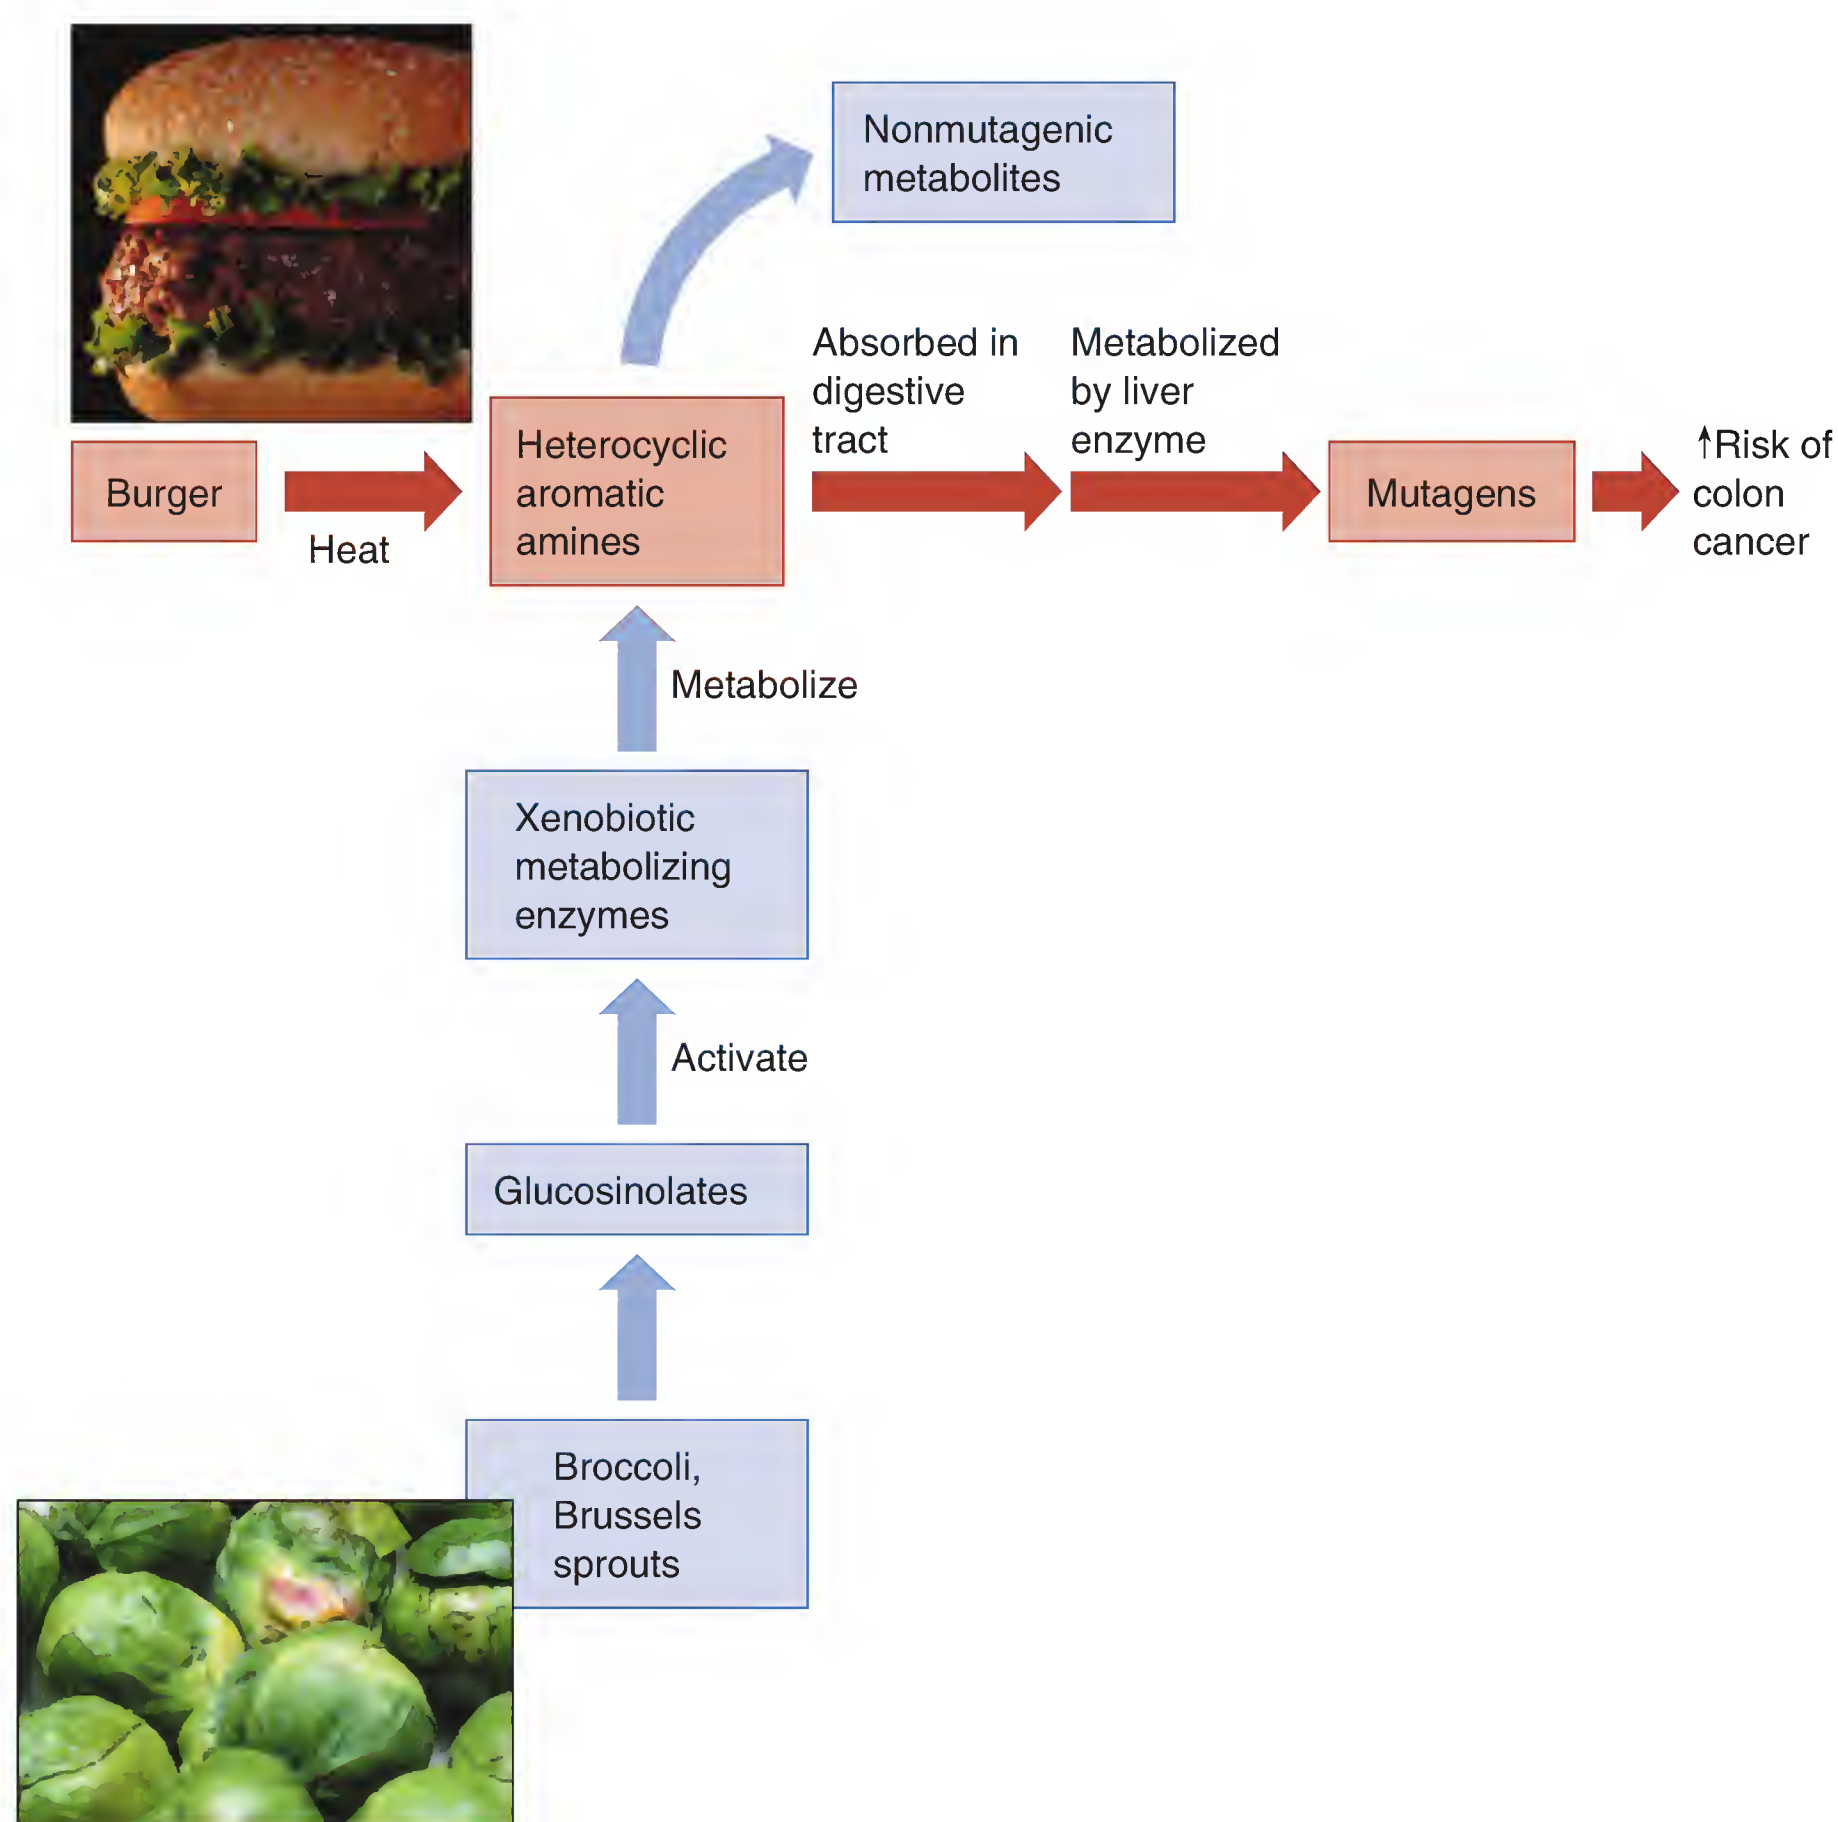 Nonmutagenic
metabolites
Absorbed in
digestive
tract
Metabolized
by liver
enzyme
Burger
Heat
Heterocyclic
aromatic
amines
Mutagens
↑Risk of
colon
cancer
Metabolize
Xenobiotic
metabolizing
enzymes
Activate
Glucosinolates
Broccoli,
Brussels
sprouts